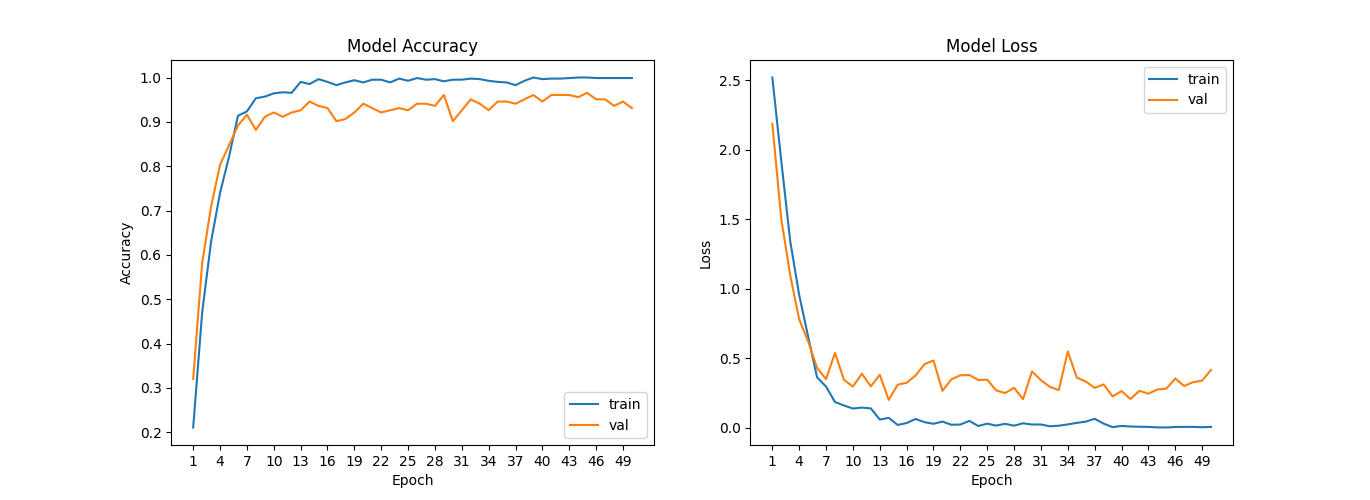 Model Accuracy
1.0
0.9
0.8
0.7
0.6
0.5
0.4
0.3
0.2
Accuracy
1 4 7 10 13 16 19 22 25 28 31 34 37 40 43 46 49
Epoch
train
val
Model Loss
2.5
2.0
1.5
1.0
0.5
0.0
Loss
1 4 7 10 13 16 19 22 25 28 31 34 37 40 43 46 49
Epoch
train
val